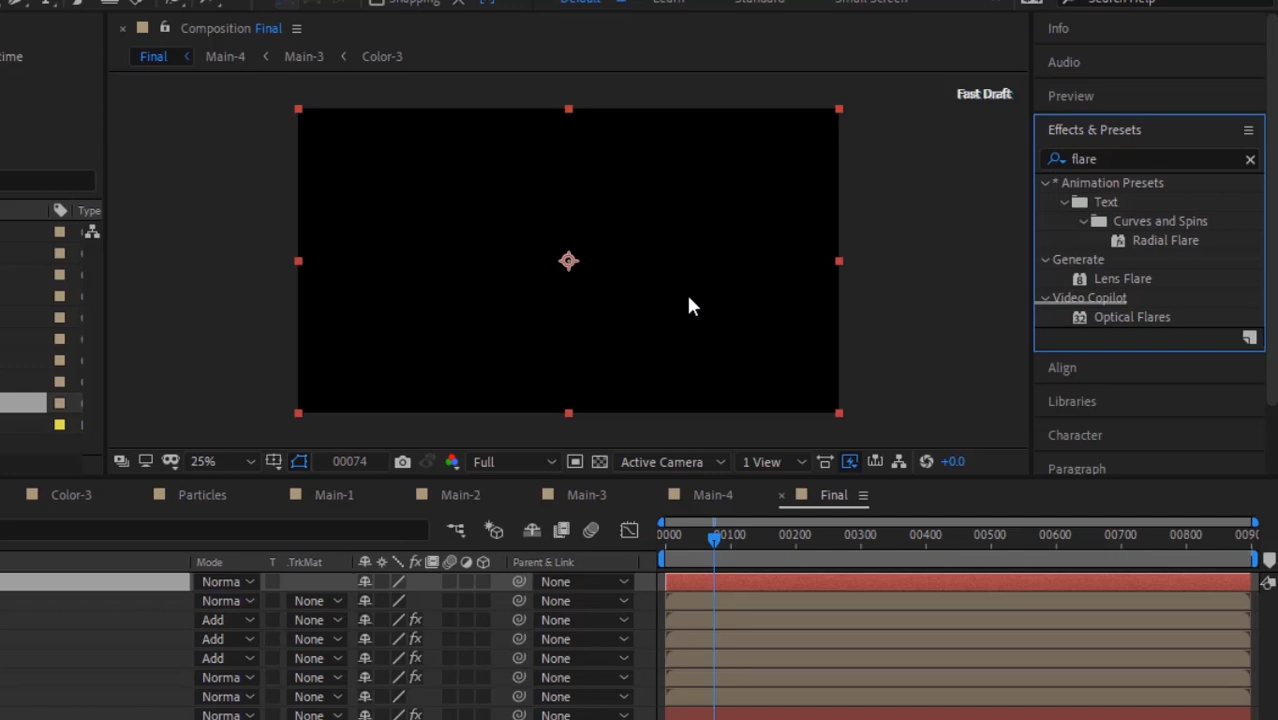 Snapping
Default
Learn
Standard
Small Screen
Search Help
Composition Final
Final
Main-4
Main-3
Color-3
time
Fast Draft
Type
Info
Audio
Preview
Effects & Presets
flare
* Animation Presets
Text
Curves and Spins
Radial Flare
Generate
Lens Flare
Video Copilot
Optical Flares
Align
Libraries
Character
Paragraph
25%
00074
Full
Active Camera
1 View
+0.0
Color-3
Particles
Main-1
Main-2
Main-3
Main-4
Final
0000 00100 00200 00300 00400 00500 00600 00700 00800 0090
Mode T .TrkMat Parent & Link
Norma None
Norma None None
Add None None
Add None None
Add None None
Norma None None
Norma None None
Norma None None